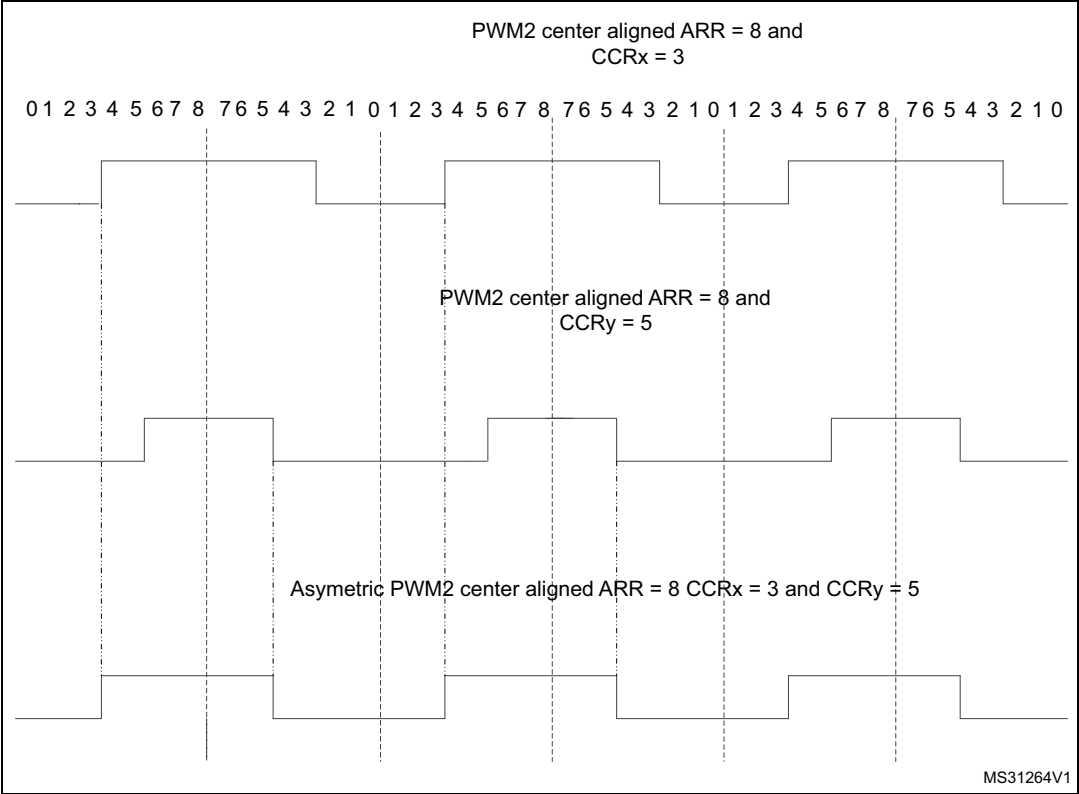 PWM2 center aligned ARR = 8 and
CCRx = 3
0 1 2 3 4 5 6 7 8 7 6 5 4 3 2 1 0 1 2 3 4 5 6 7 8 7 6 5 4 3 2 1 0 1 2 3 4 5 6 7 8 7 6 5 4 3 2 1 0
PWM2 center aligned ARR = 8 and
CCRy = 5
Asymetric PWM2 center aligned ARR = 8 CCRx = 3 and CCRy = 5
MS31264V1